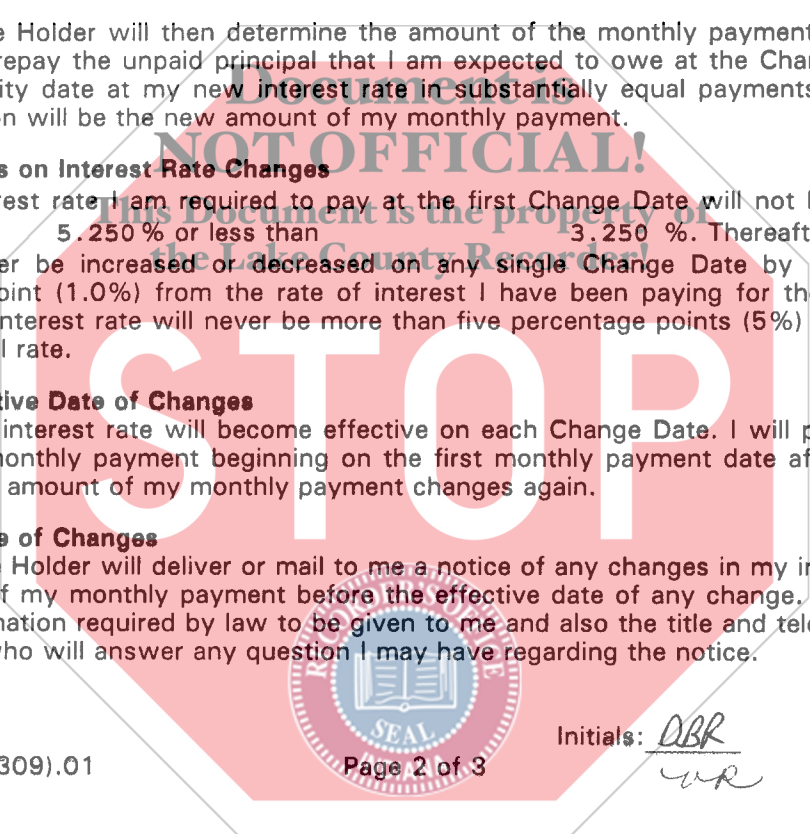 e Holder will then determine the amount of the monthly payment
repay the unpaid principal that I am expected to owe at the Char
ity date at my new interest rate in substantially equal payments
Document is
on will be the new amount of my monthly payment.
NOT OFFICIAL!
s on Interest Rate Changes
rest rate I am required to pay at the first Change Date will not
This Document is the property of
5.250 % or less than 3.250 %. Thereaft
the Lake County Recorder!
er be increased or decreased on any single Change Date by
oint (1.0%) from the rate of interest I have been paying for the
nterest rate will never be more than five percentage points (5%)
l rate.
tive Date of Changes
interest rate will become effective on each Change Date. I will p
monthly payment beginning on the first monthly payment date af
amount of my monthly payment changes again.
STOP
e of Changes
Holder will deliver or mail to me a notice of any changes in my i
f my monthly payment before the effective date of any change.
nation required by law to be given to me and also the title and tel
who will answer any question I may have regarding the notice.
RECORDER'S OFFICE
SEAL
Initials: DBR
309).01 Page 2 of 3